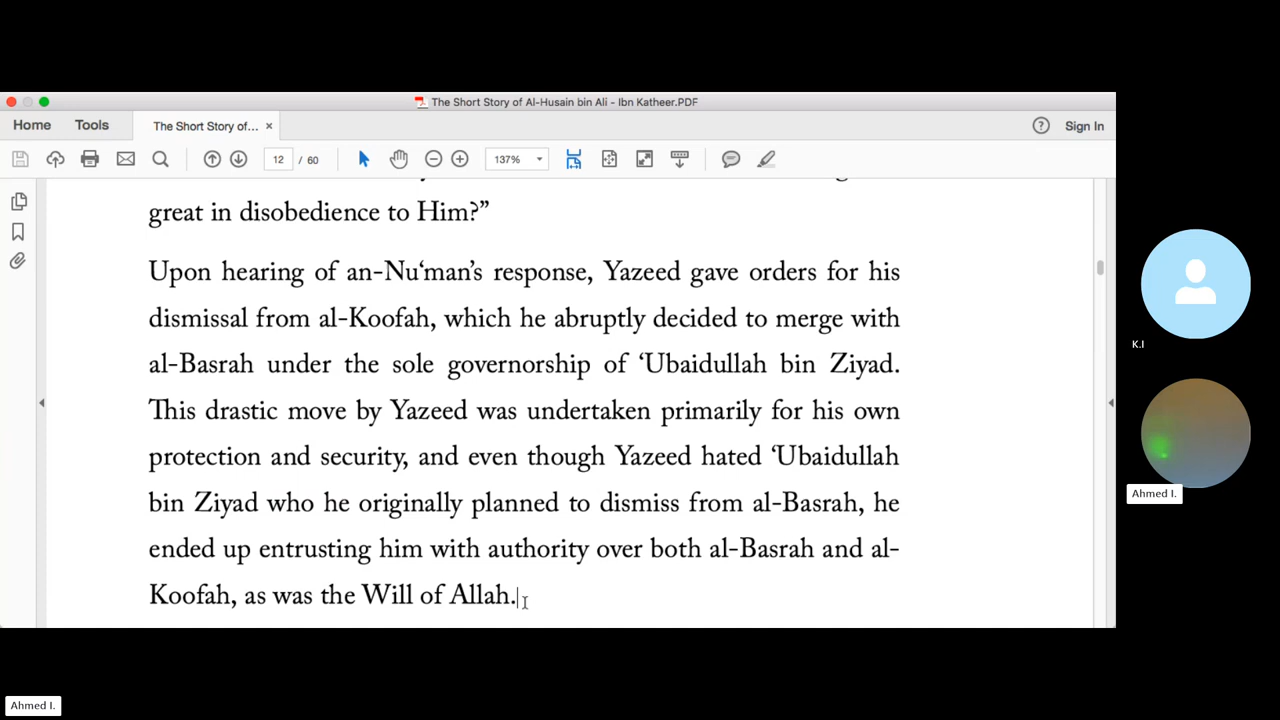 The Short Story of Al-Husain bin Ali - Ibn Katheer.PDF
Home Tools The Short Story of... × ? Sign In
12 / 60 137%
great in disobedience to Him?”
Upon hearing of an-Nu‘man’s response, Yazeed gave orders for his
dismissal from al-Koofah, which he abruptly decided to merge with
al-Basrah under the sole governorship of ‘Ubaidullah bin Ziyad.
This drastic move by Yazeed was undertaken primarily for his own
protection and security, and even though Yazeed hated ‘Ubaidullah
bin Ziyad who he originally planned to dismiss from al-Basrah, he
ended up entrusting him with authority over both al-Basrah and al-
Koofah, as was the Will of Allah.
K.I
Ahmed I.
Ahmed I.